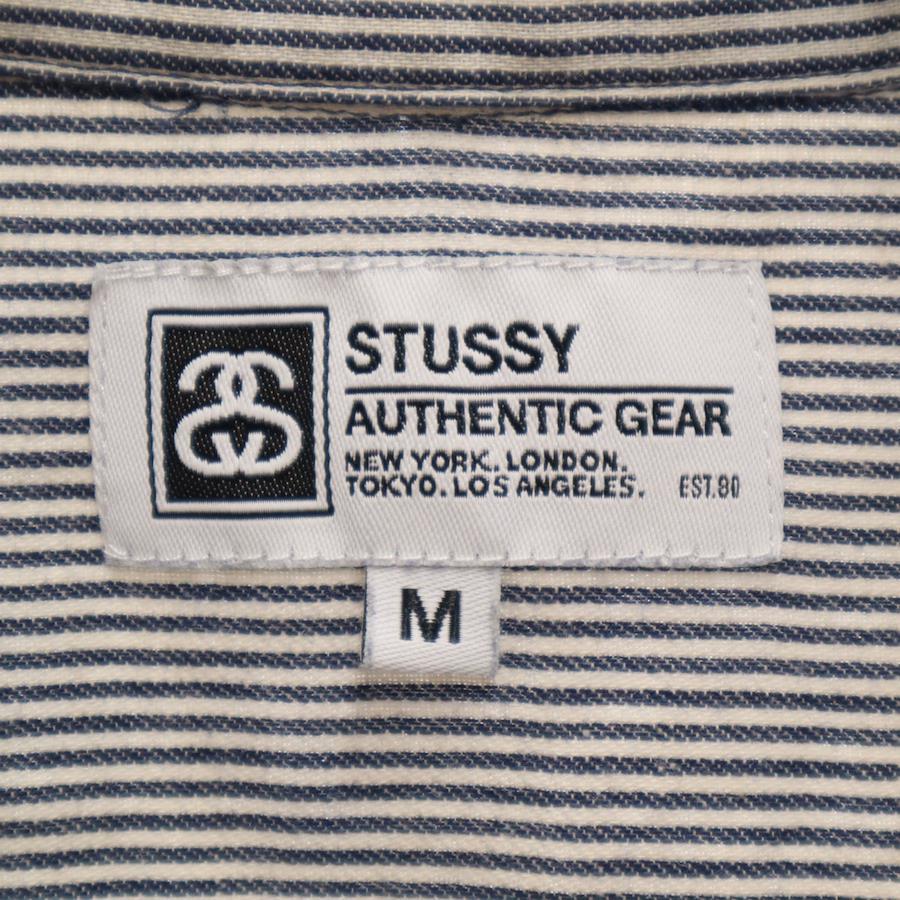 STUSSY
AUTHENTIC GEAR
NEW YORK. LONDON.
TOKYO. LOS ANGELES. EST.80
M